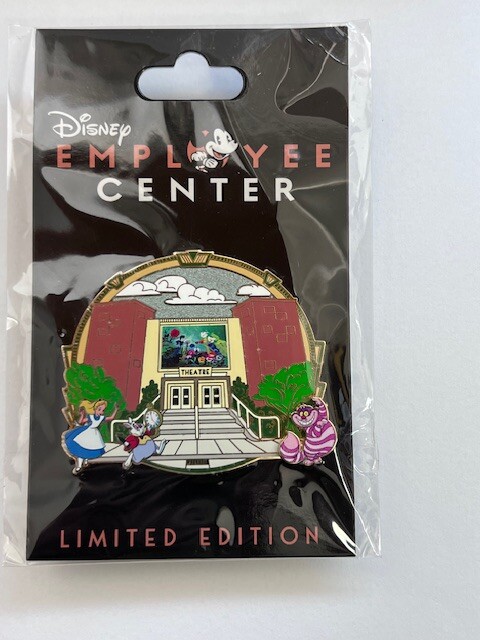 Disney
EMPLOYEE
CENTER
THEATRE
LIMITED EDITION